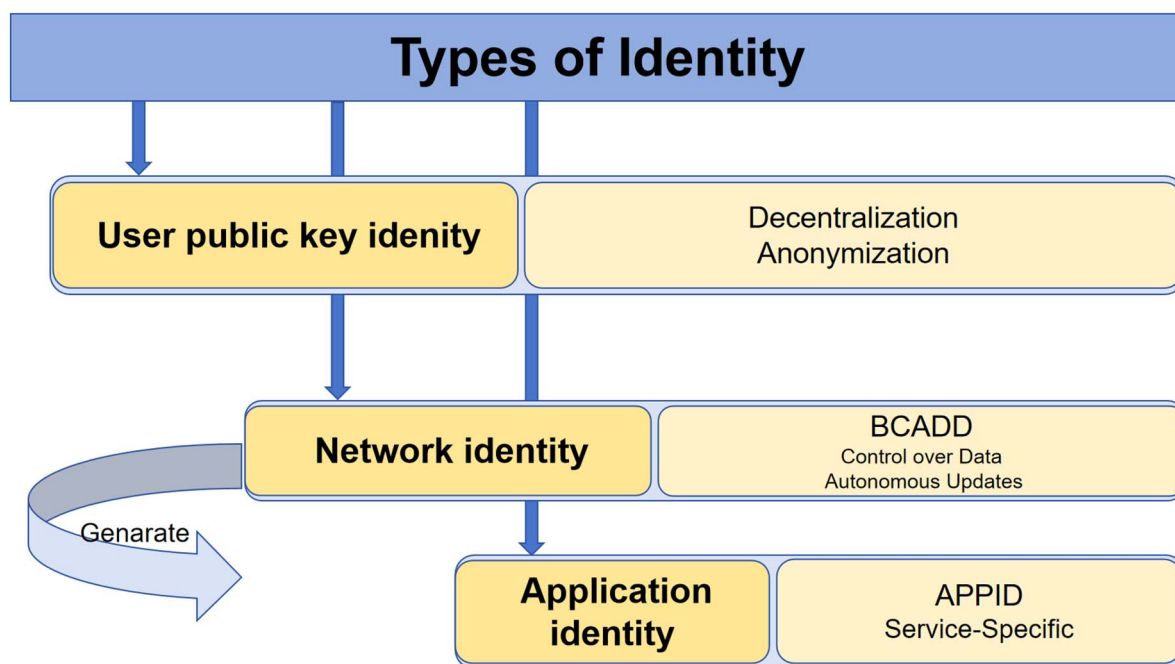 Types of Identity
User public key idenity
Decentralization
Anonymization
Network identity
BCADD
Control over Data
Autonomous Updates
Genarate
Application
identity
APPID
Service-Specific